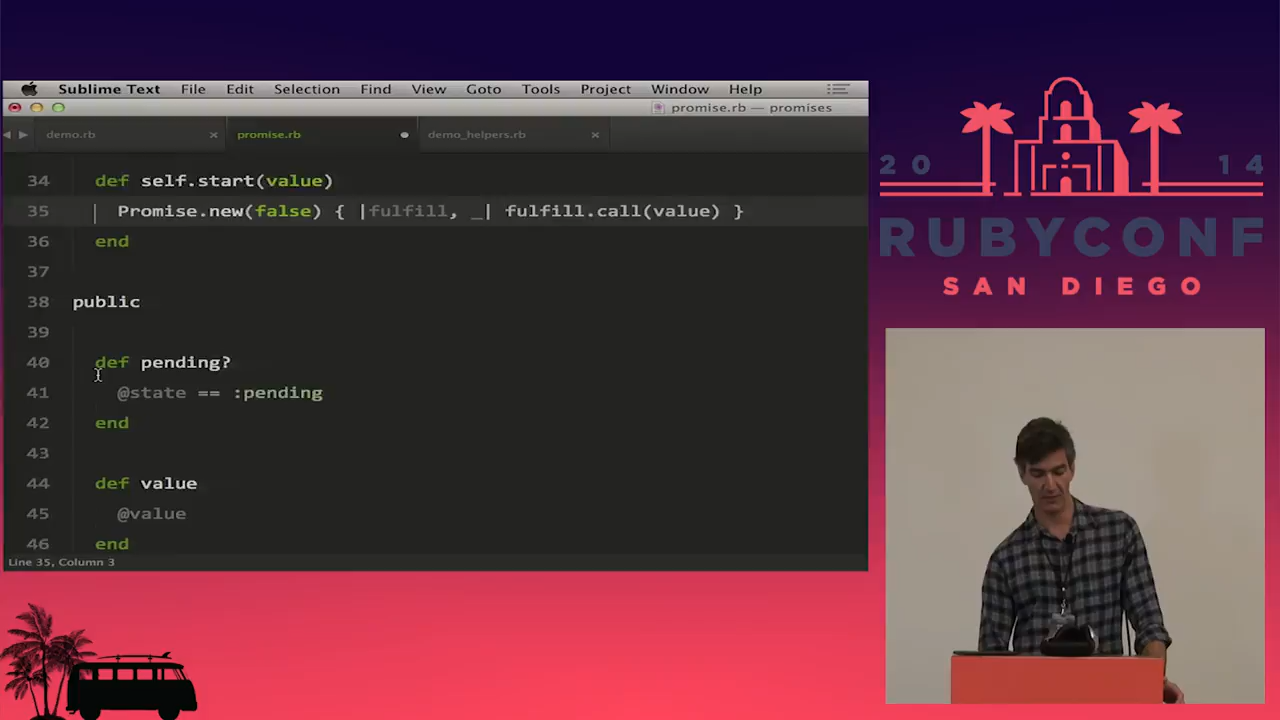 Sublime Text File Edit Selection Find View Goto Tools Project Window Help
promise.rb — promises
demo.rb × promise.rb demo_helpers.rb ×
34 def self.start(value)
35 Promise.new(false) { |fulfill, _| fulfill.call(value) }
36 end
37
38 public
39
40 def pending?
41 @state == :pending
42 end
43
44 def value
45 @value
46 end
Line 35, Column 3
20 14
RUBYCONF
SAN DIEGO